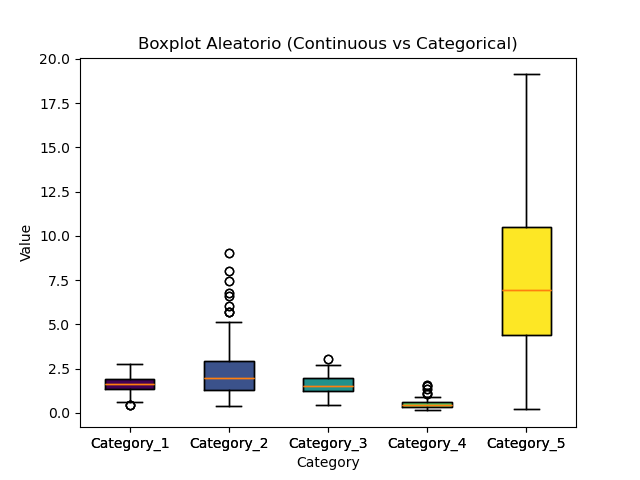 Boxplot Aleatorio (Continuous vs Categorical)
20.0
17.5
15.0
12.5
10.0
7.5
5.0
2.5
0.0
Value
Category_1 Category_2 Category_3 Category_4 Category_5
Category